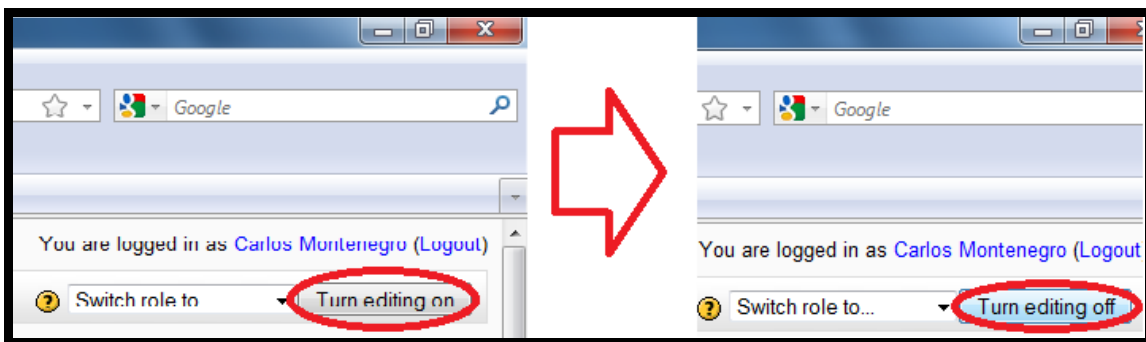 Google
You are logged in as Carlos Montenegro (Logout)
Switch role to
Turn editing on
Google
You are logged in as Carlos Montenegro (Logout
Switch role to...
Turn editing off